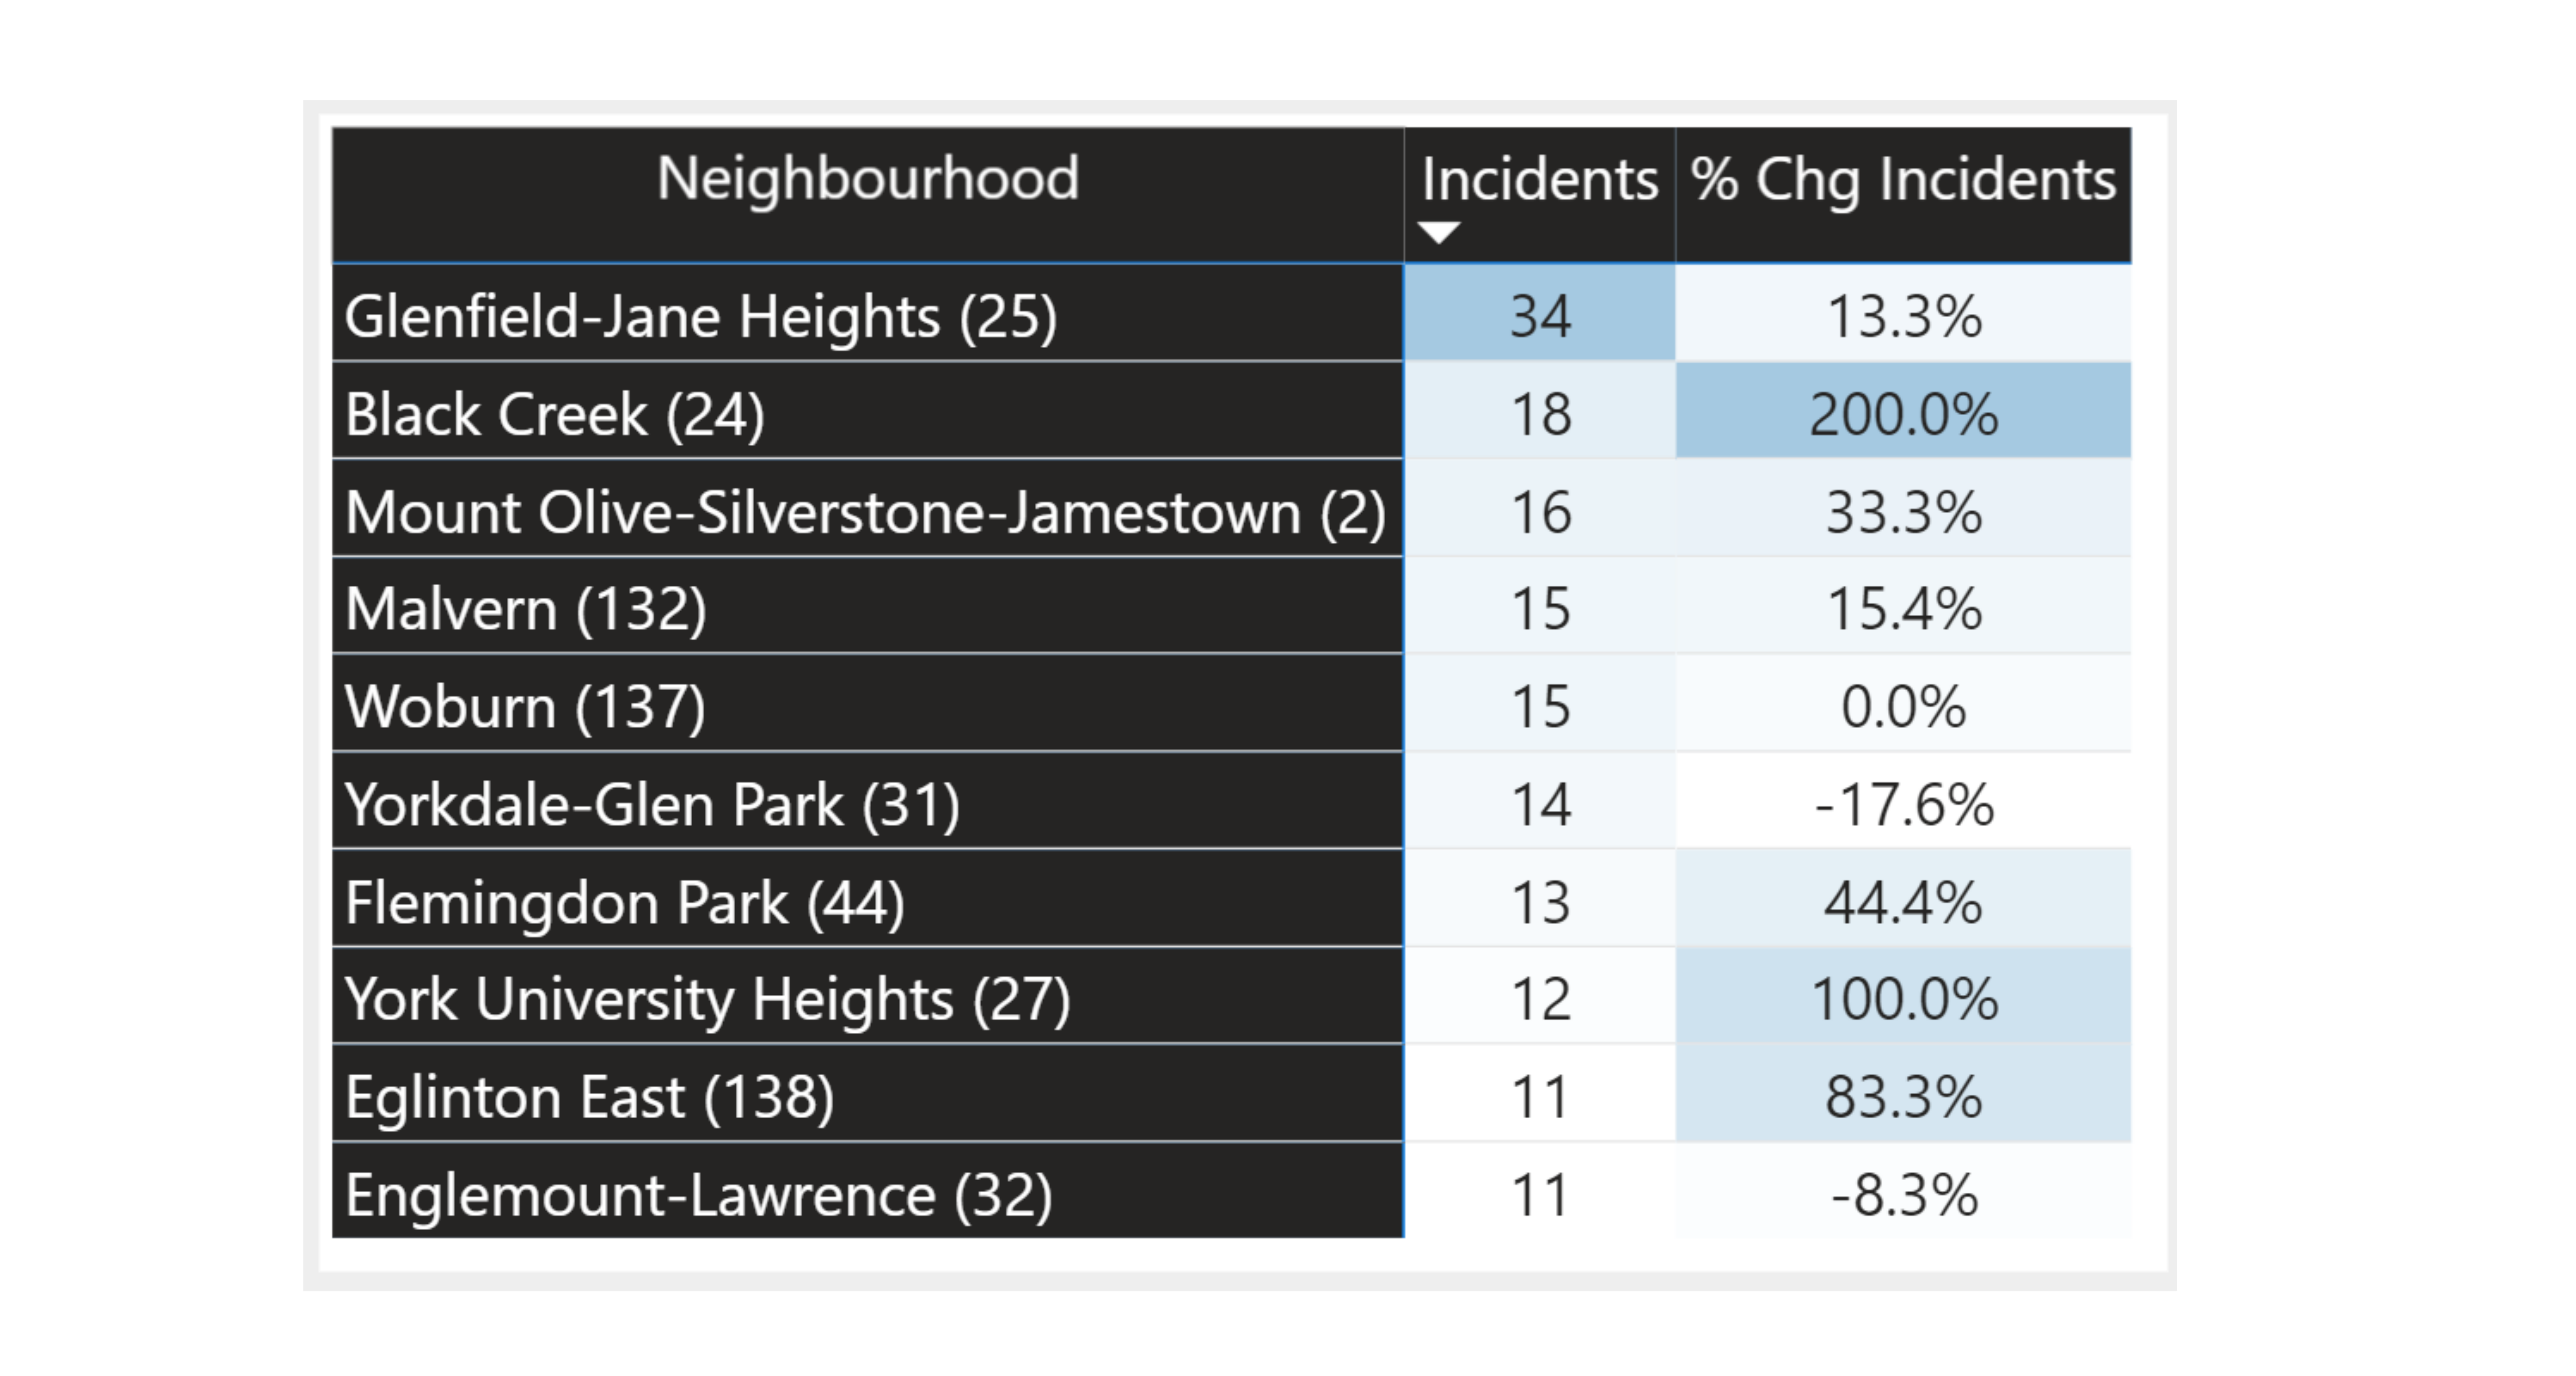 Neighbourhood Incidents % Chg Incidents
Glenfield-Jane Heights (25) 34 13.3%
Black Creek (24) 18 200.0%
Mount Olive-Silverstone-Jamestown (2) 16 33.3%
Malvern (132) 15 15.4%
Woburn (137) 15 0.0%
Yorkdale-Glen Park (31) 14 -17.6%
Flemingdon Park (44) 13 44.4%
York University Heights (27) 12 100.0%
Eglinton East (138) 11 83.3%
Englemount-Lawrence (32) 11 -8.3%